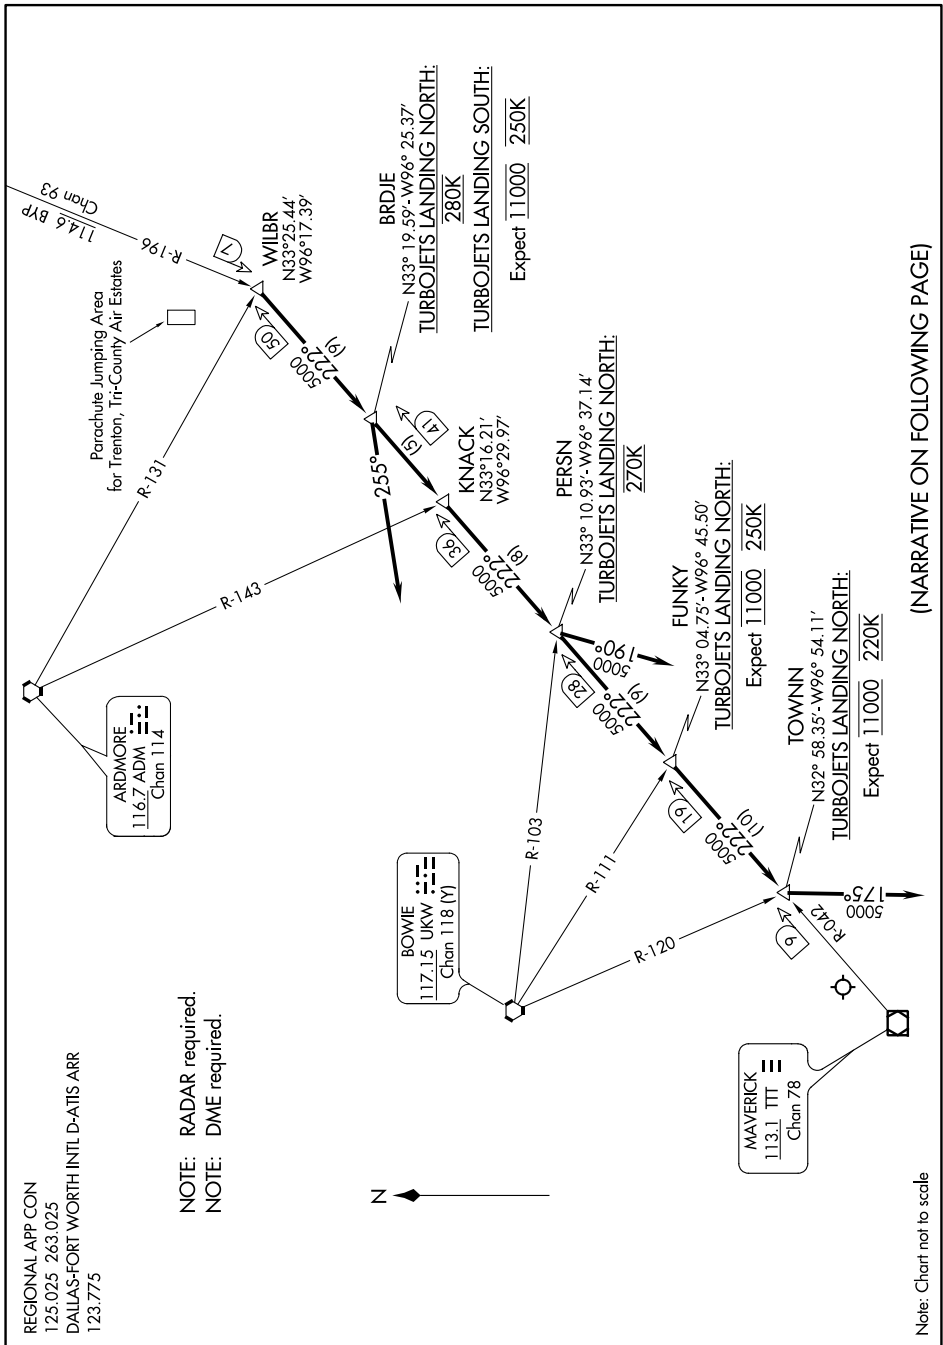 REGIONAL APP CON
125.025 263.025
DALLAS-FORT WORTH INTL D-ATIS ARR
123.775
NOTE: RADAR required.
NOTE: DME required.
N
ARDMORE
116.7 ADM
Chan 114
R-131
R-143
Parachute Jumping Area
for Trenton, Tri-County Air Estates
114.6 BYP
Chan 93
R-196
7
WILBR
N33°25.44'
W96°17.39'
50
5000
222°
(9)
BRDJE
N33° 19.59'-W96° 25.37'
TURBOJETS LANDING NORTH:
280K
TURBOJETS LANDING SOUTH:
Expect 11000 250K
255°
(5)
41
KNACK
N33°16.21'
W96°29.97'
36
5000
222°
(8)
PERSN
N33° 10.93'-W96° 37.14'
TURBOJETS LANDING NORTH:
270K
190°
5000
28
5000
222°
(9)
FUNKY
N33° 04.75'-W96° 45.50'
TURBOJETS LANDING NORTH:
Expect 11000 250K
19
5000
222°
(10)
TOWNN
N32° 58.35'-W96° 54.11'
TURBOJETS LANDING NORTH:
Expect 11000 220K
9
175°
5000
R-042
BOWIE
117.15 UKW
Chan 118 (Y)
R-103
R-111
R-120
MAVERICK
113.1 TTT
Chan 78
Note: Chart not to scale
(NARRATIVE ON FOLLOWING PAGE)